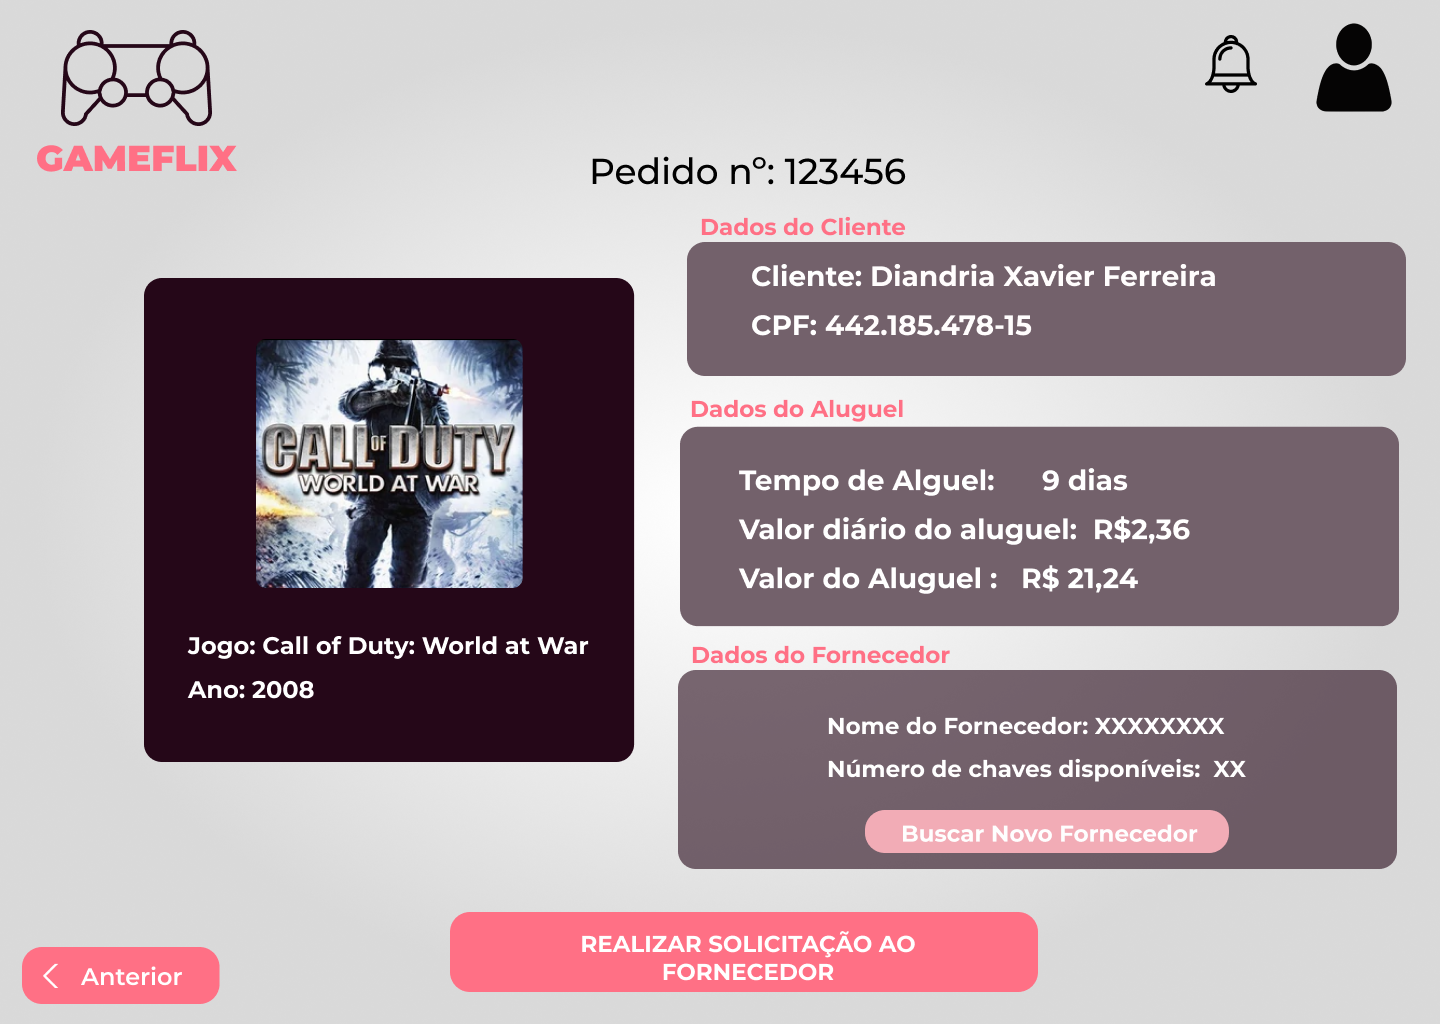 GAMEFLIX
Pedido nº: 123456
Dados do Cliente
Cliente: Diandria Xavier Ferreira
CPF: 442.185.478-15
CALL OF DUTY
WORLD AT WAR
Jogo: Call of Duty: World at War
Ano: 2008
Dados do Aluguel
Tempo de Alguel: 9 dias
Valor diário do aluguel: R$2,36
Valor do Aluguel : R$ 21,24
Dados do Fornecedor
Nome do Fornecedor: XXXXXXXX
Número de chaves disponíveis: XX
Buscar Novo Fornecedor
REALIZAR SOLICITAÇÃO AO
FORNECEDOR
Anterior